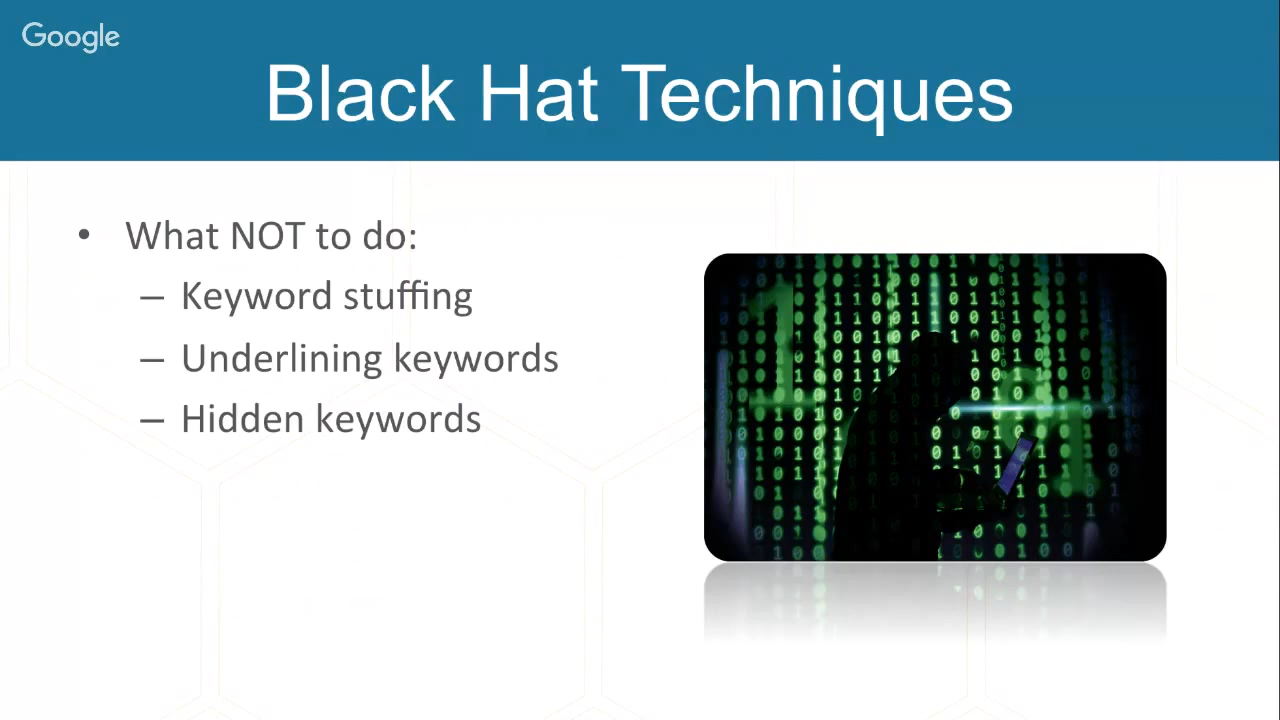 Google
Black Hat Techniques
• What NOT to do:
– Keyword stuffing
– Underlining keywords
– Hidden keywords